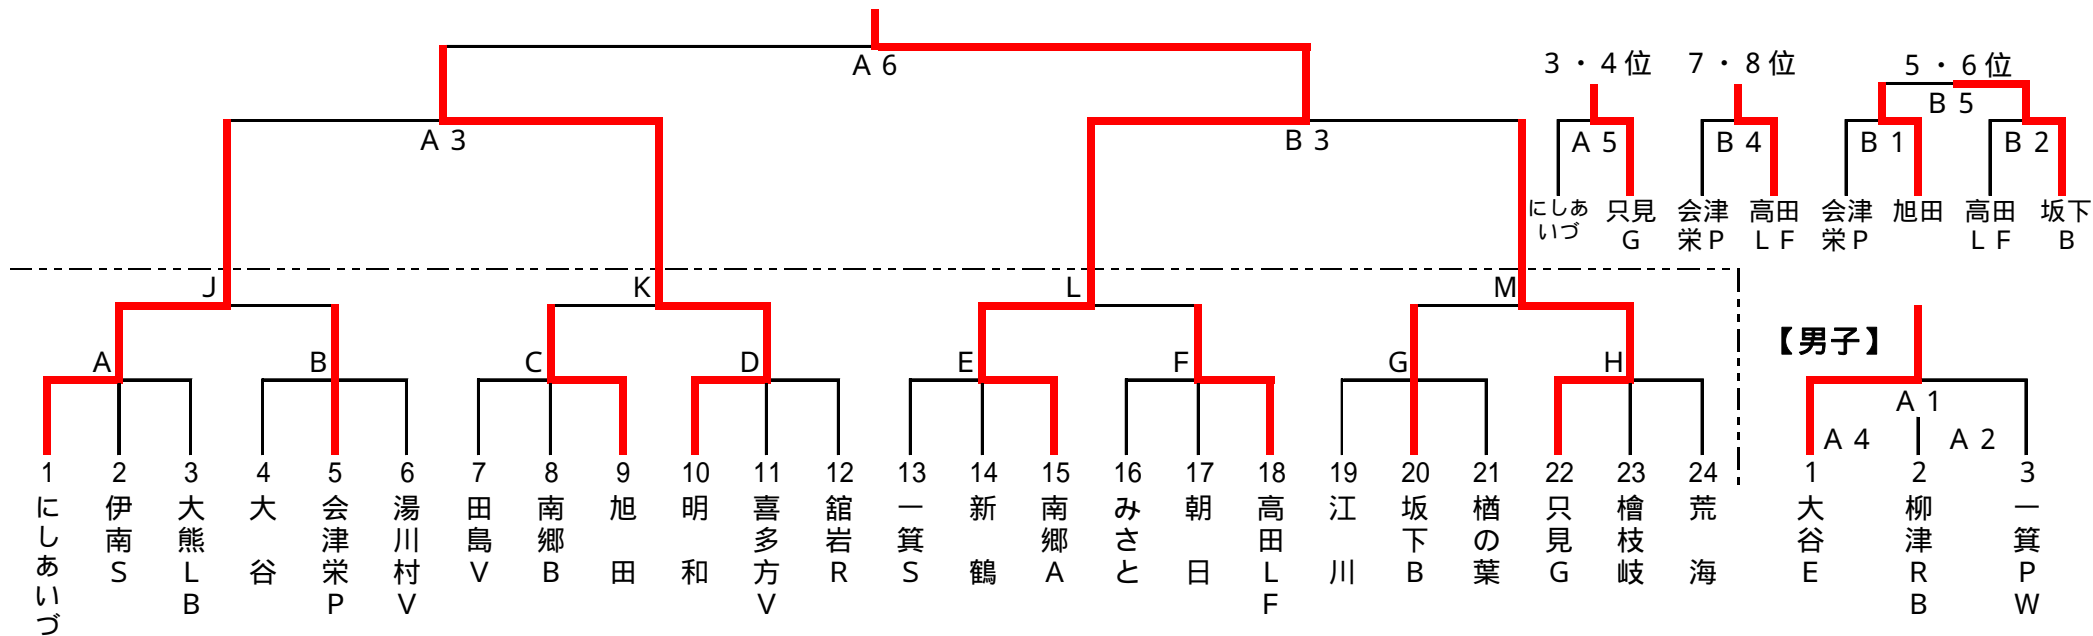 A 6
3・4位
7・8位
5・6位
B 5
A 3
B 3
A 5
B 4
B 1
B 2
にしあいづ
只見G
会津栄P
高田LF
会津栄P
旭田
高田LF
坂下B
J
K
L
M
【男子】
A
B
C
D
E
F
G
H
A 1
A 4
A 2
1
2
3
4
5
6
7
8
9
10
11
12
13
14
15
16
17
18
19
20
21
22
23
24
1
2
3
にしあいづ
伊南S
大熊LB
大谷
会津栄P
湯川村V
田島V
南郷B
旭田
明和
喜多方V
舘岩R
一箕S
新鶴
南郷A
みさと
朝日
高田LF
江川
坂下B
楢の葉
只見G
檜枝岐
荒海
大谷E
柳津RB
一箕PW